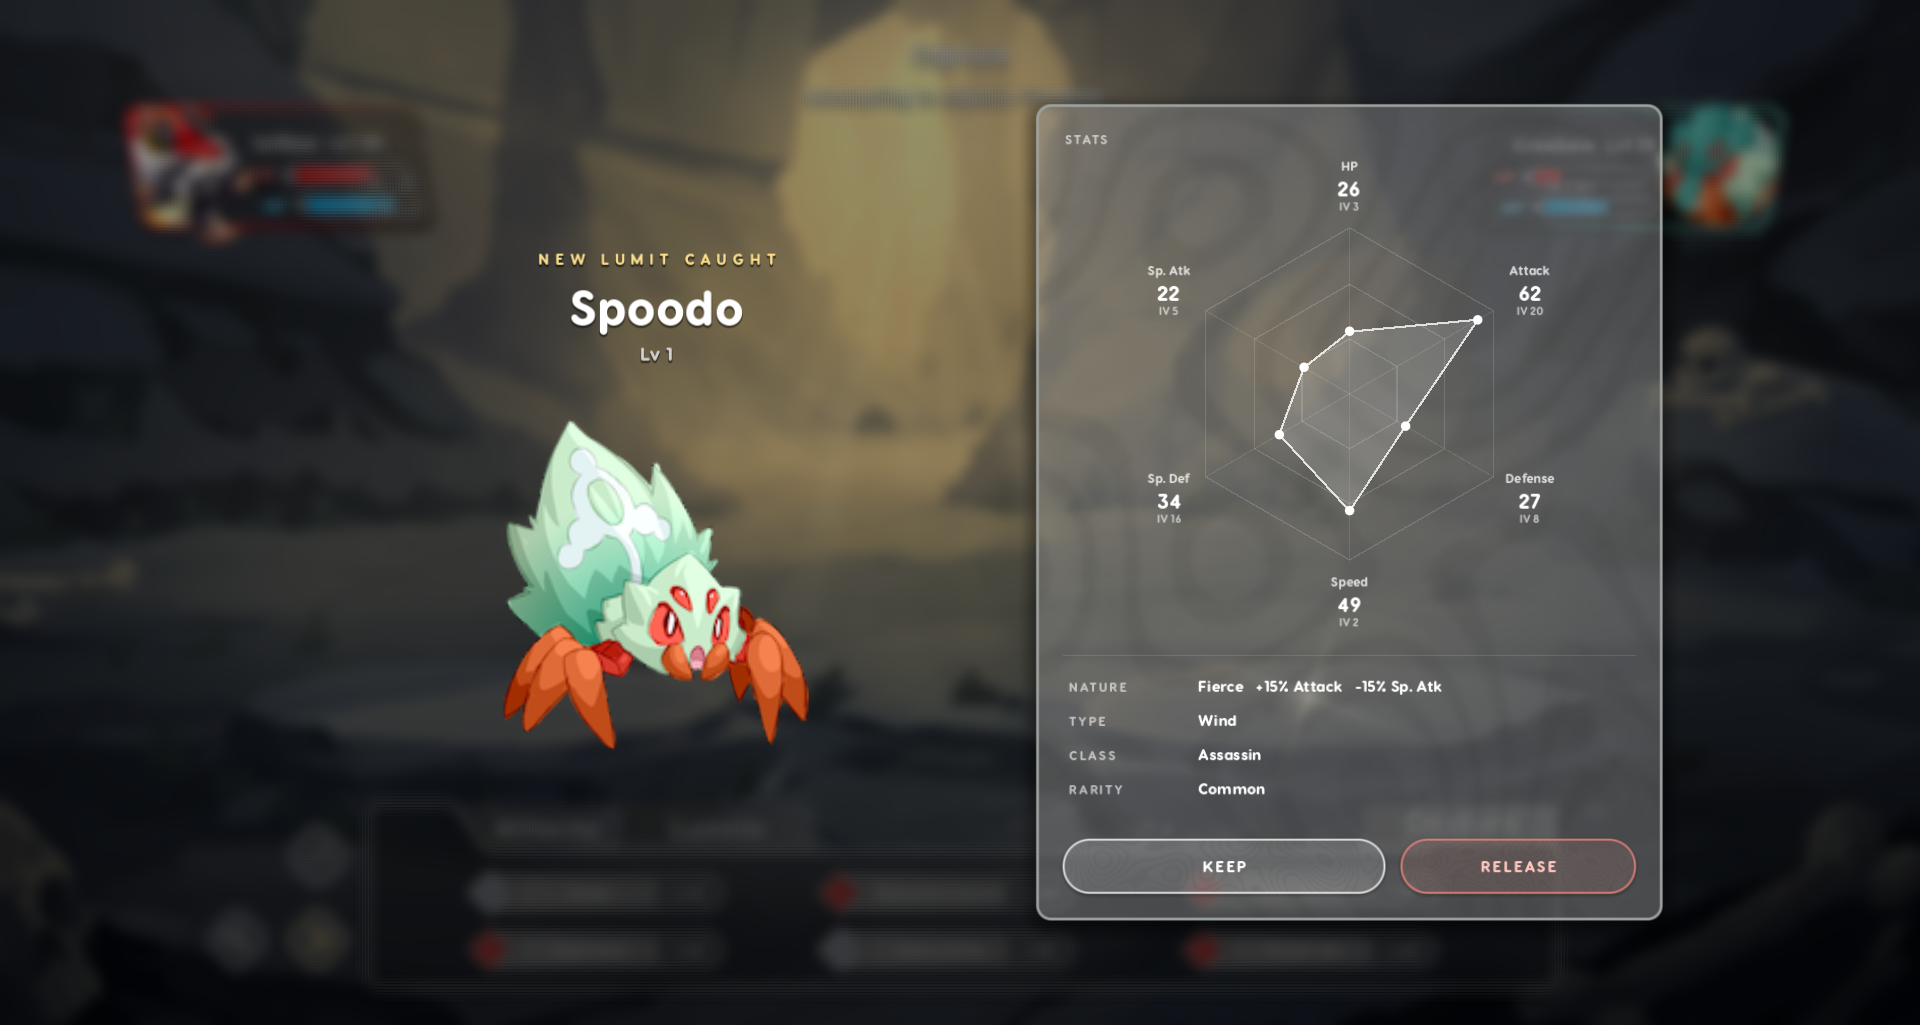 NEW LUMIT CAUGHT
Spoodo
Lv 1
STATS
HP
26
IV 3
Sp. Atk
22
IV 5
Attack
62
IV 20
Sp. Def
34
IV 16
Defense
27
IV 8
Speed
49
IV 2
NATURE Fierce +15% Attack -15% Sp. Atk
TYPE Wind
CLASS Assassin
RARITY Common
KEEP RELEASE